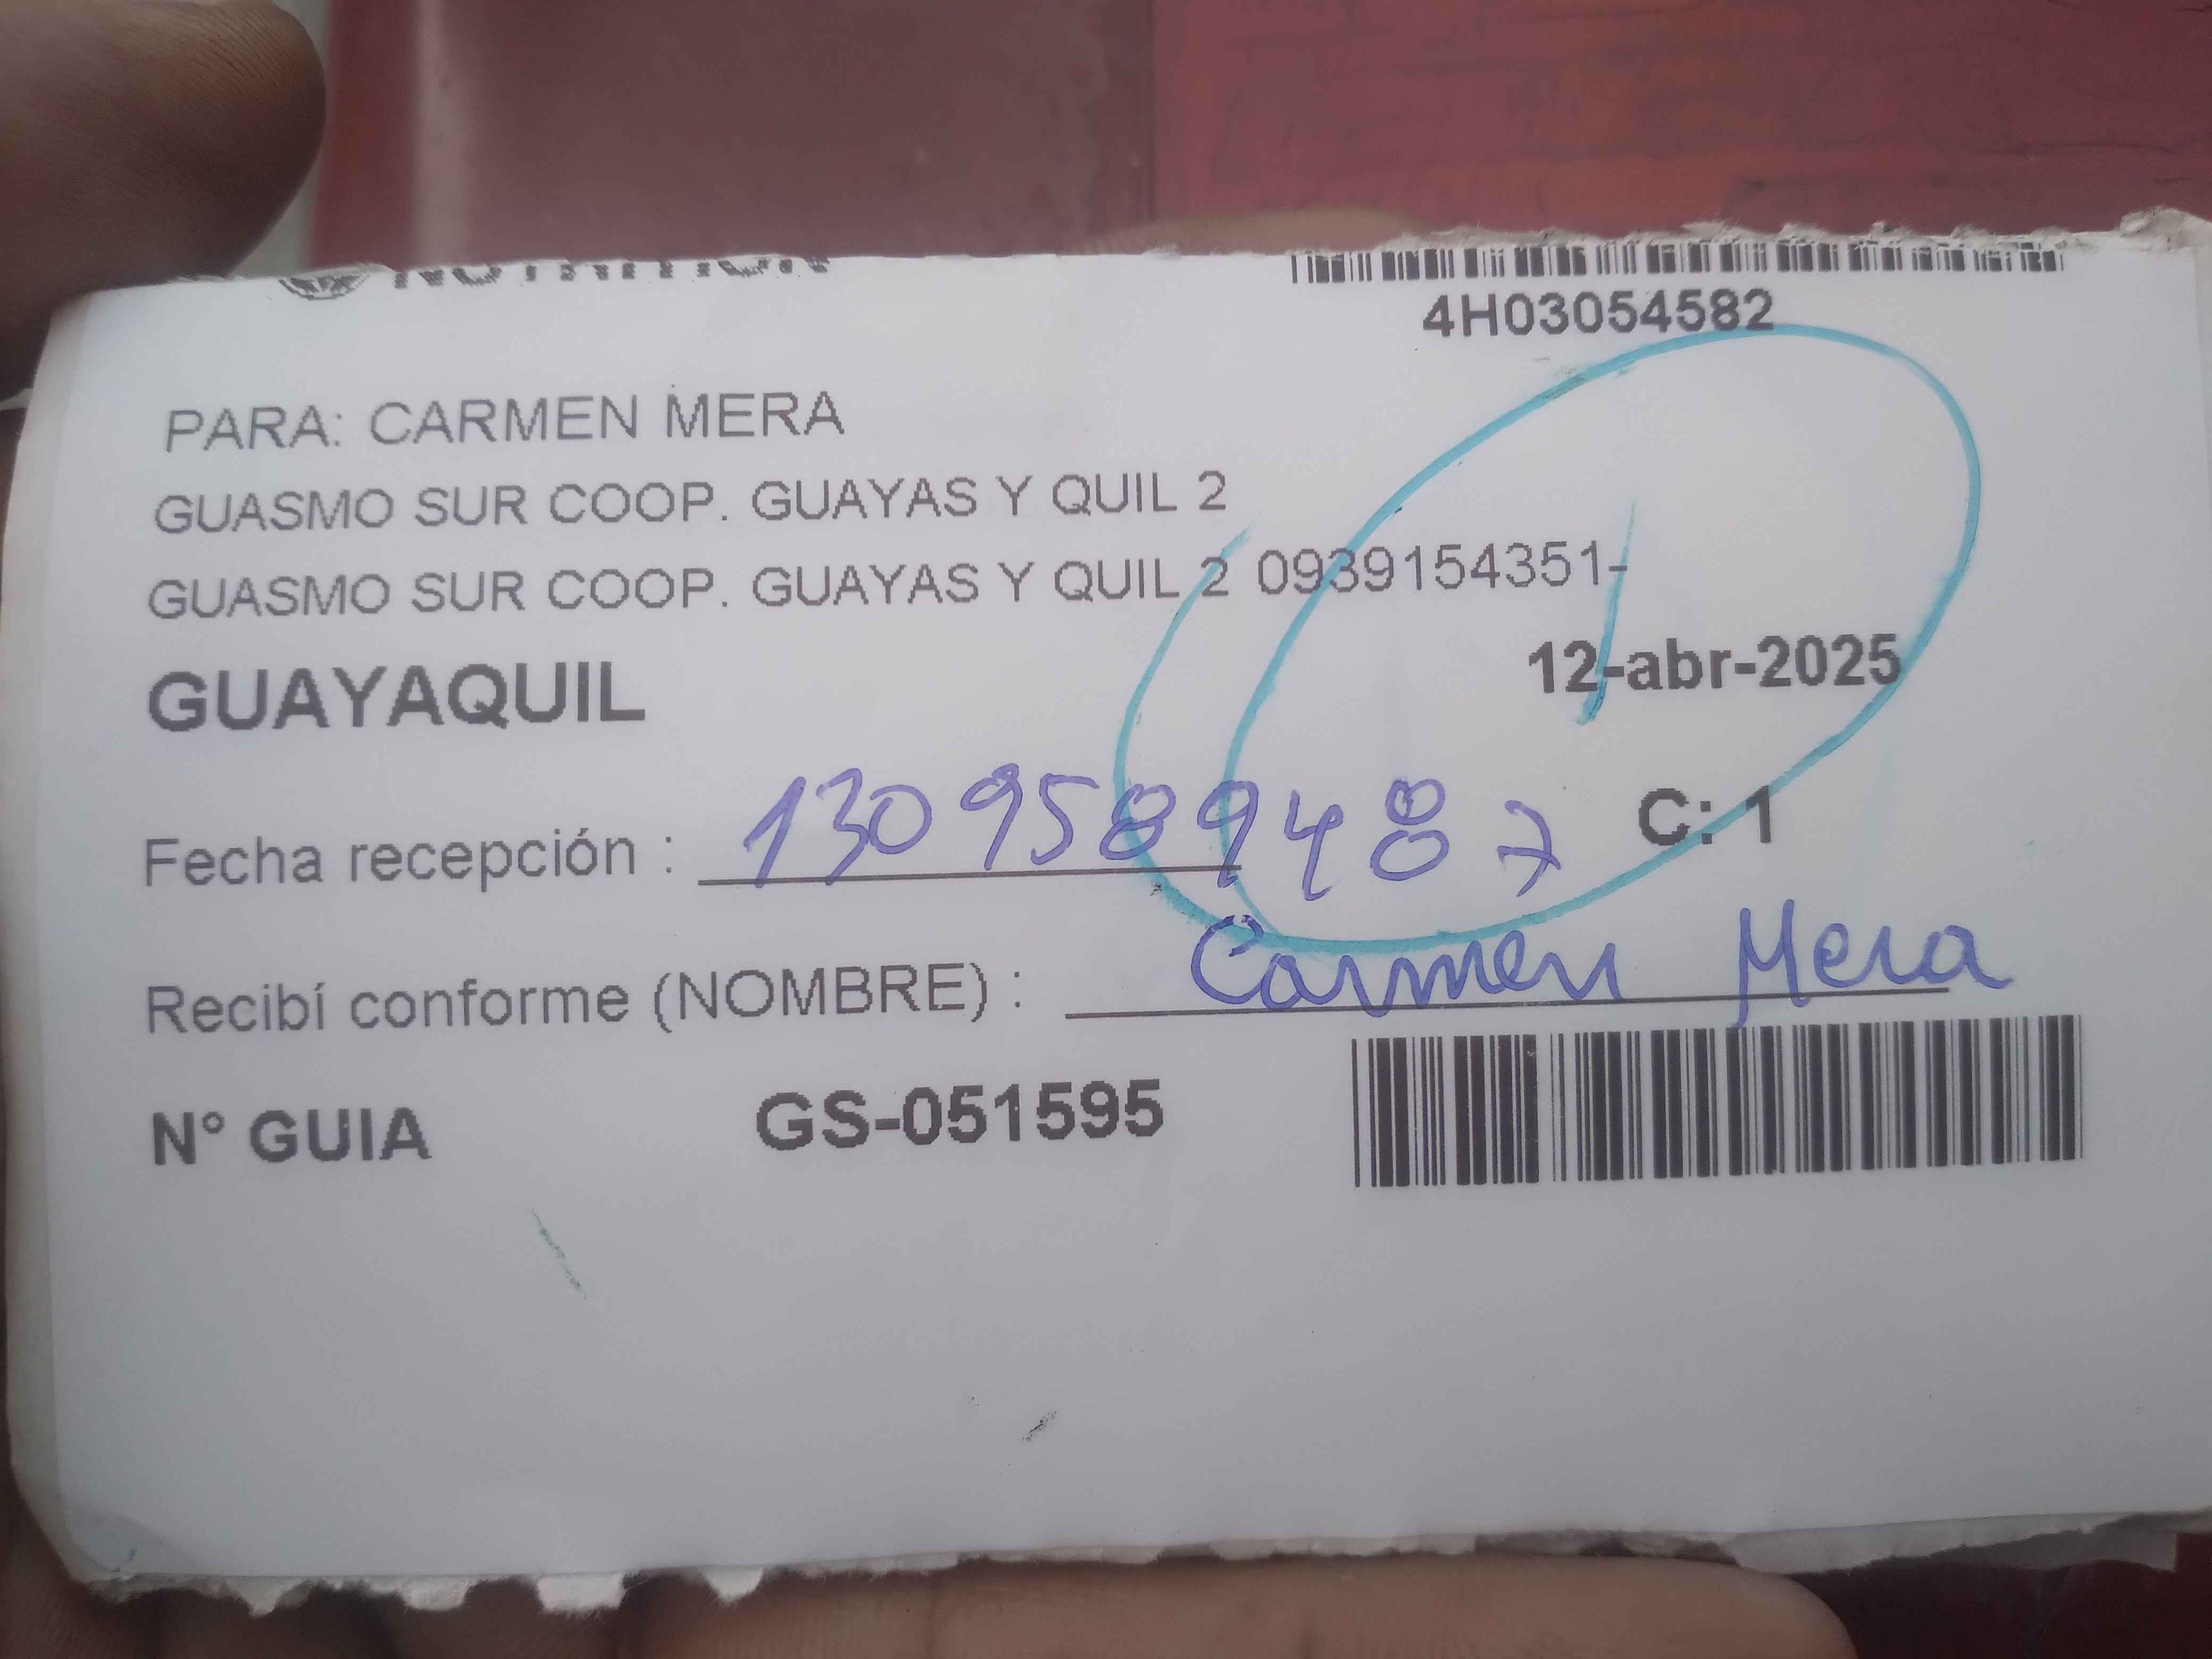 4H03054582
PARA: CARMEN MERA
GUASMO SUR COOP. GUAYAS Y QUIL 2
GUASMO SUR COOP. GUAYAS Y QUIL 2 0939154351-
GUAYAQUIL 12-abr-2025
Fecha recepción : 1309589487 C: 1
Recibí conforme (NOMBRE) : Carmen Mera
N° GUIA GS-051595